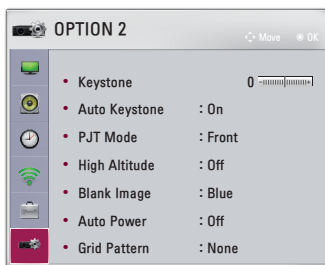 OPTION 2
Move OK
• Keystone 0
• Auto Keystone : On
• PJT Mode : Front
• High Altitude : Off
• Blank Image : Blue
• Auto Power : Off
• Grid Pattern : None